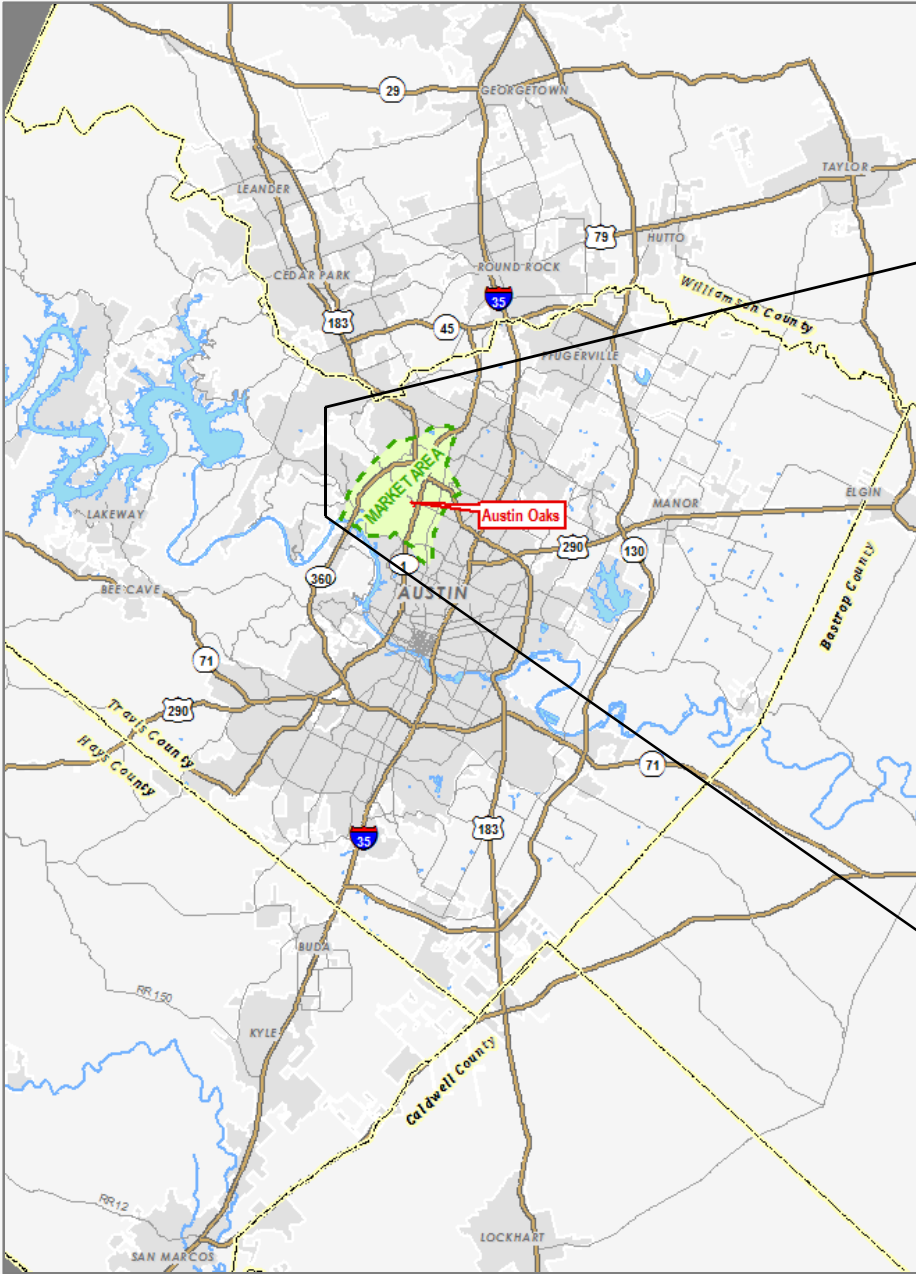 29
GEORGETOWN
TAYLOR
LEANDER
79
HUTTO
CEDAR PARK
ROUND ROCK
35
Williamson County
183
45
PFLUGERVILLE
MARKET AREA
Austin Oaks
LAKEWAY
MANOR
ELGIN
290
130
1
360
BEE CAVE
AUSTIN
Bastrop County
71
290
Travis County
Hays County
71
183
35
BUDA
RR 150
KYLE
Caldwell County
RR 12
LOCKHART
SAN MARCOS